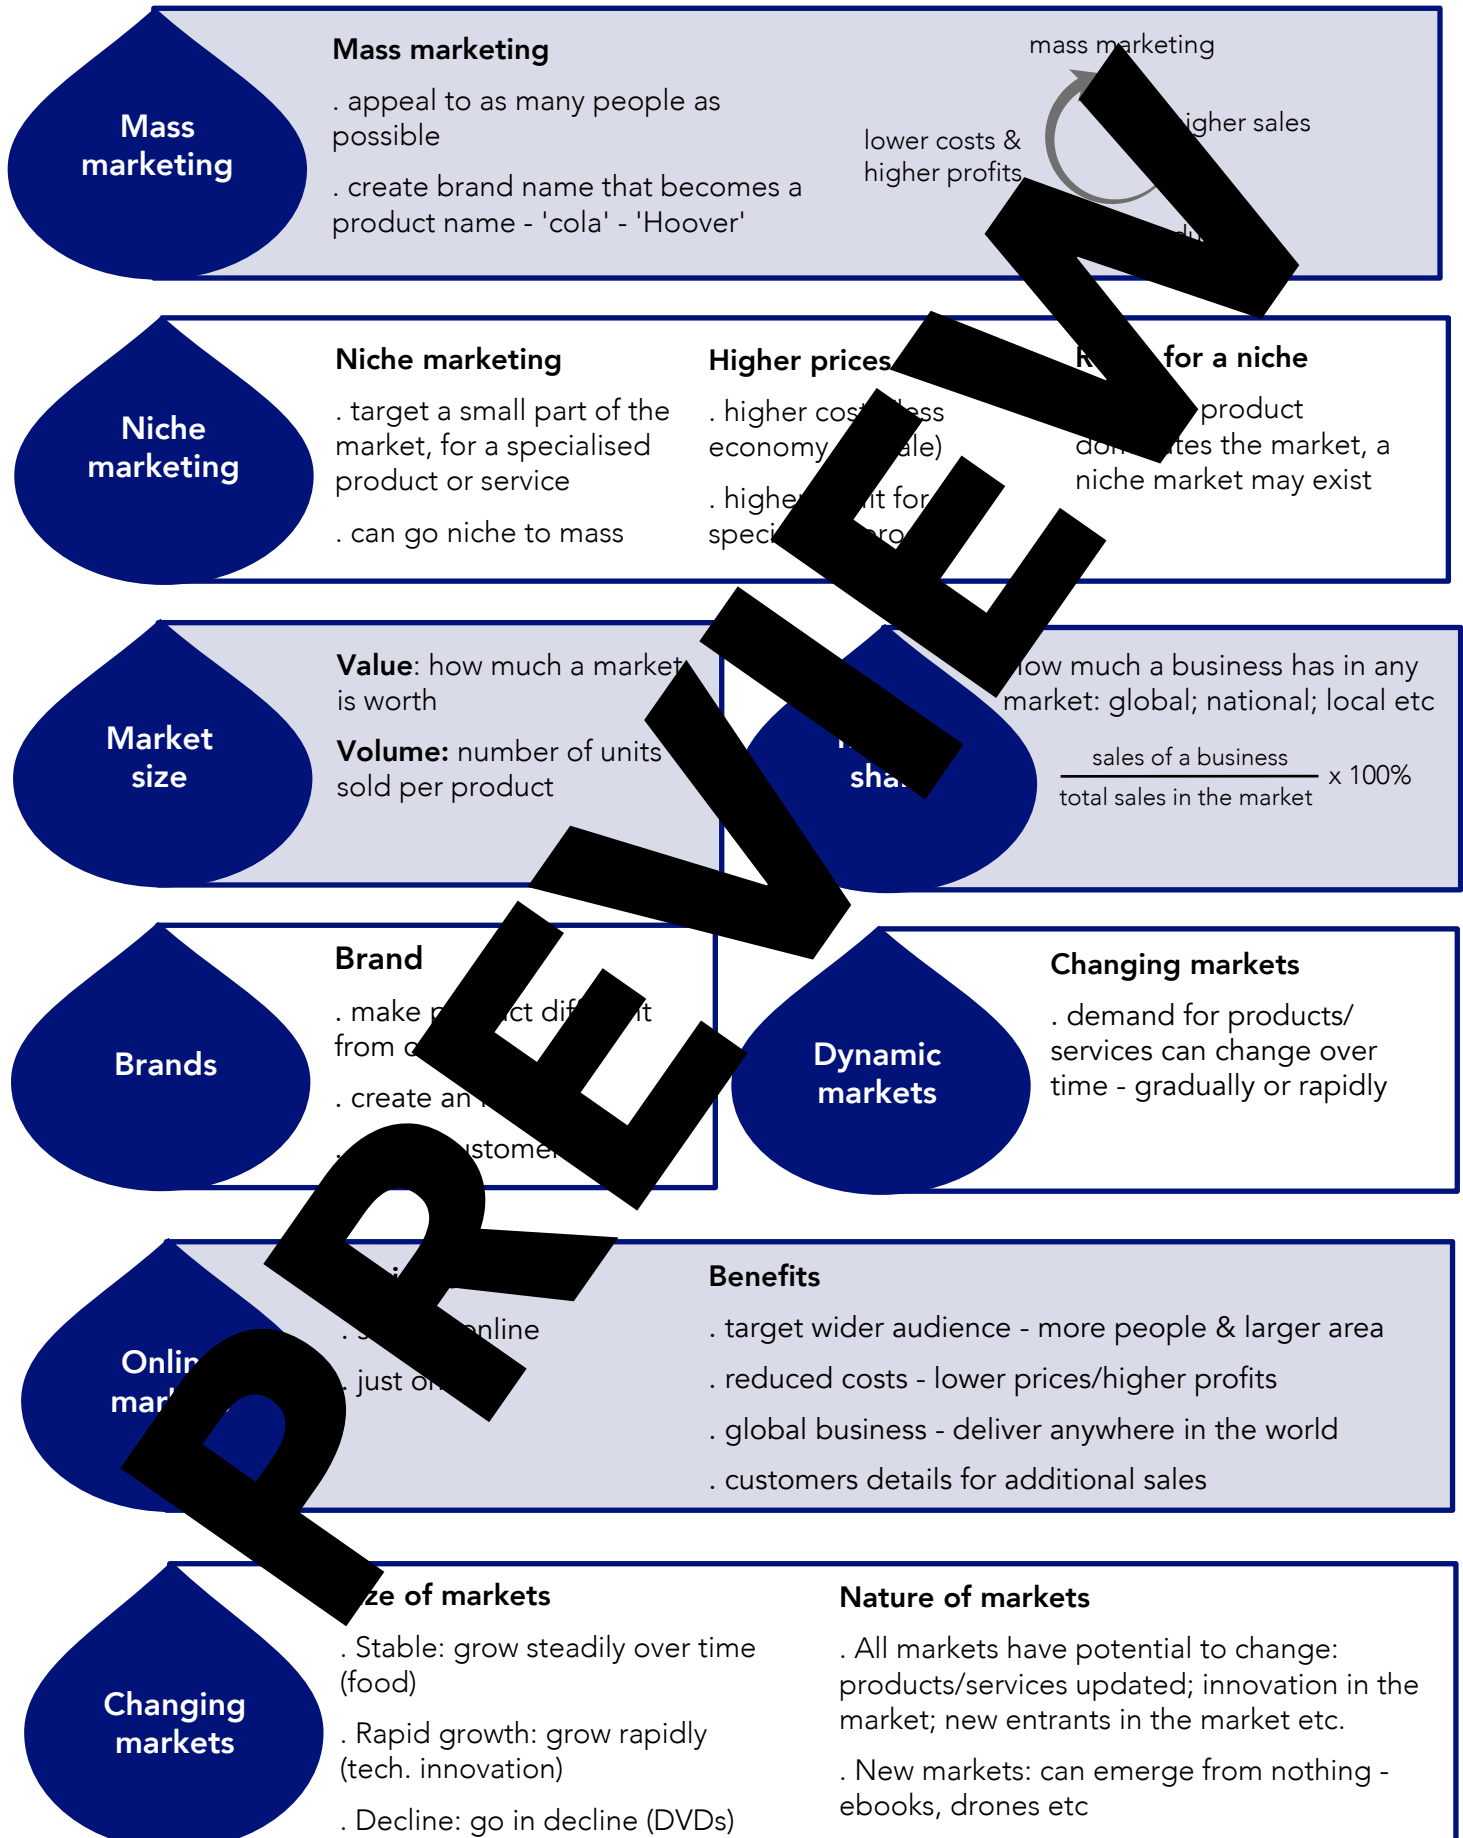 Mass
marketing
Mass marketing
. appeal to as many people as
possible
. create brand name that becomes a
product name - 'cola' - 'Hoover'
mass marketing
sales
lower costs &
higher profits
Niche
marketing
Niche marketing
. target a small part of the
market, for a specialised
product or service
. can go niche to mass
Higher prices
. higher less
economy
. for
for a niche
product
the market, a
niche market may exist
Market
size
Value: how much a market
is worth
Volume: number of units
sold per product
how much a business has in any
market: global; national; local etc
sales of a business
total sales in the market
x 100%
Brands
Brand
. make
from
. create an
Dynamic
markets
Changing markets
. demand for products/
services can change over
time - gradually or rapidly
. online
. just
Benefits
. target wider audience - more people & larger area
. reduced costs - lower prices/higher profits
. global business - deliver anywhere in the world
. customers details for additional sales
Changing
markets
of markets
. Stable: grow steadily over time
(food)
. Rapid growth: grow rapidly
(tech. innovation)
. Decline: go in decline (DVDs)
Nature of markets
. All markets have potential to change:
products/services updated; innovation in the
market; new entrants in the market etc.
. New markets: can emerge from nothing -
ebooks, drones etc
PREVIEW